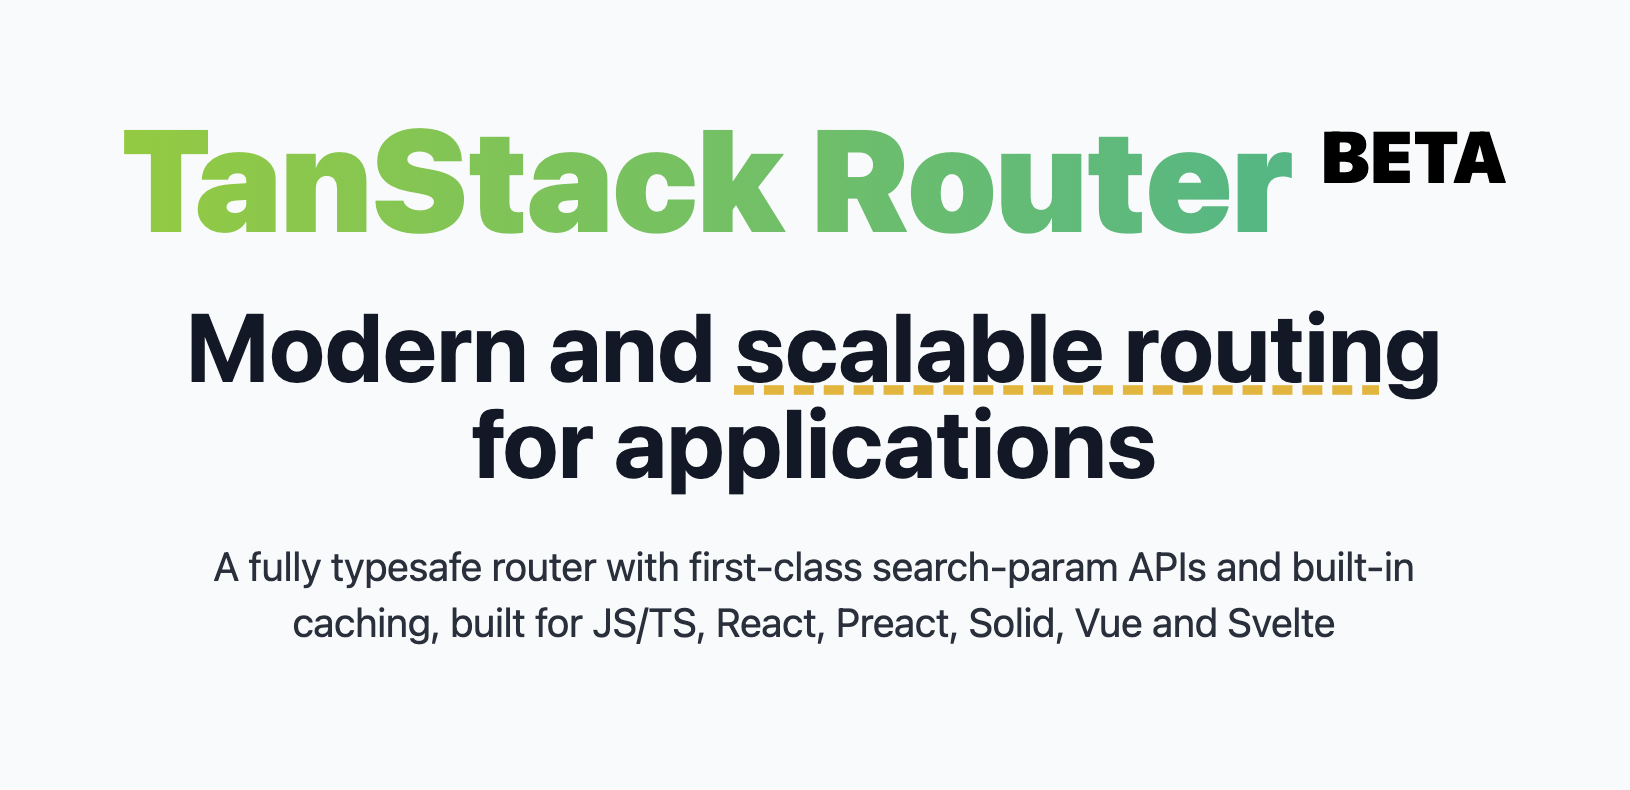 TanStack Router BETA
Modern and scalable routing
for applications
A fully typesafe router with first-class search-param APIs and built-in
caching, built for JS/TS, React, Preact, Solid, Vue and Svelte